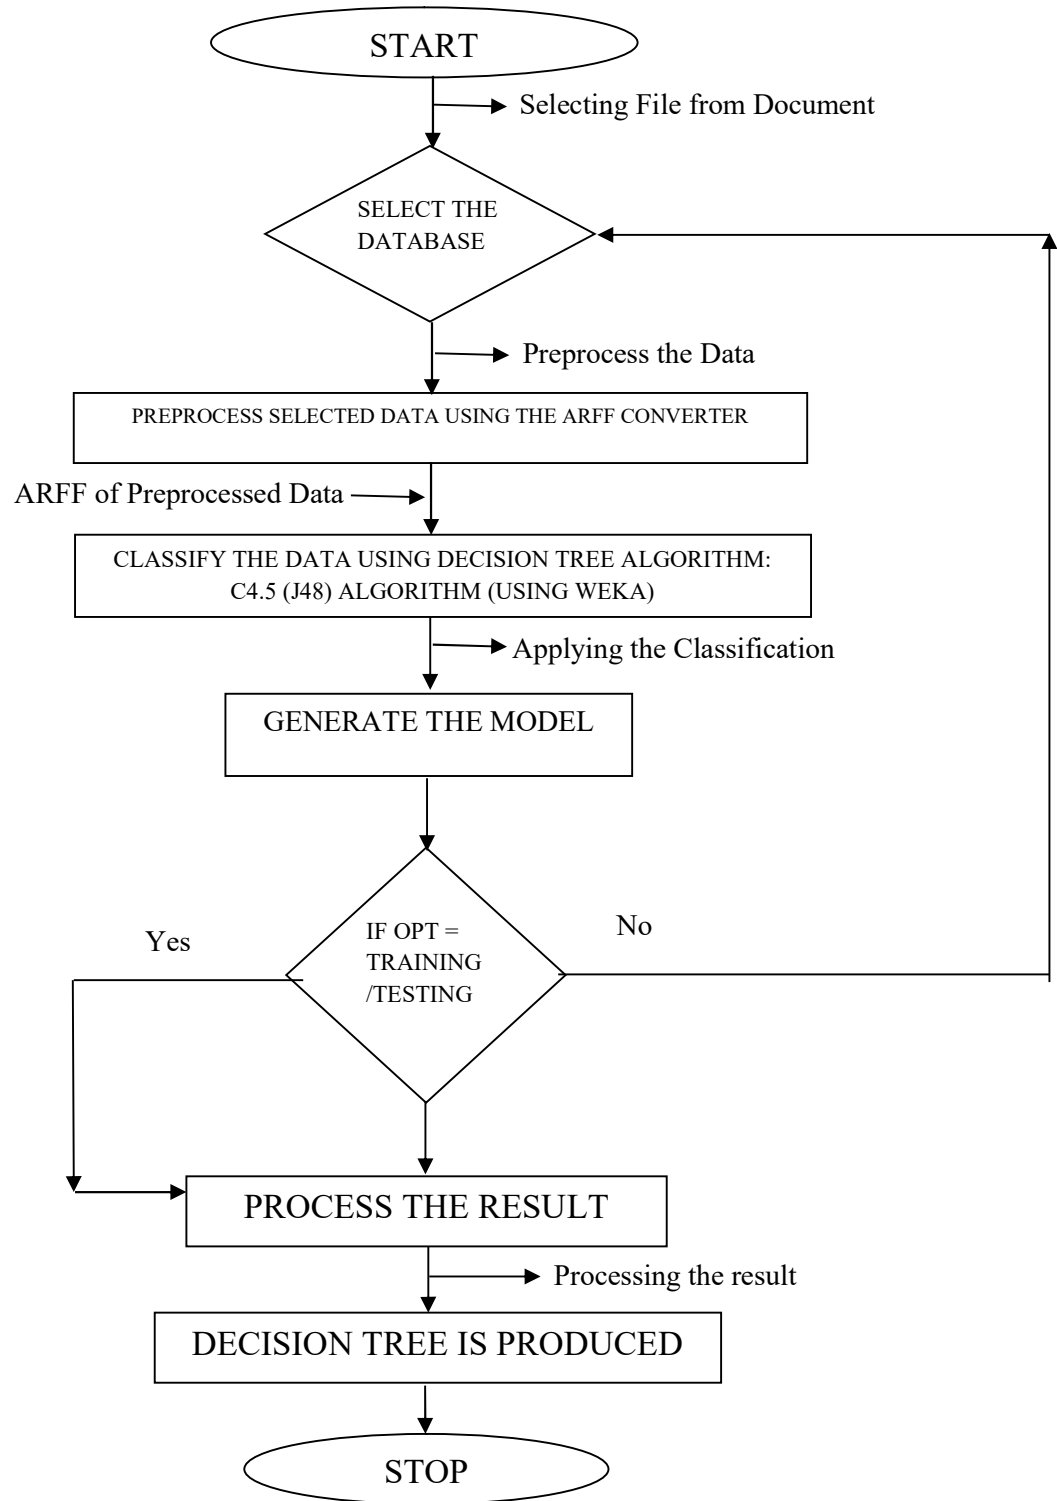 START
Selecting File from Document
SELECT THE
DATABASE
Preprocess the Data
PREPROCESS SELECTED DATA USING THE ARFF CONVERTER
ARFF of Preprocessed Data
CLASSIFY THE DATA USING DECISION TREE ALGORITHM:
C4.5 (J48) ALGORITHM (USING WEKA)
Applying the Classification
GENERATE THE MODEL
Yes
No
IF OPT =
TRAINING
/TESTING
PROCESS THE RESULT
Processing the result
DECISION TREE IS PRODUCED
STOP